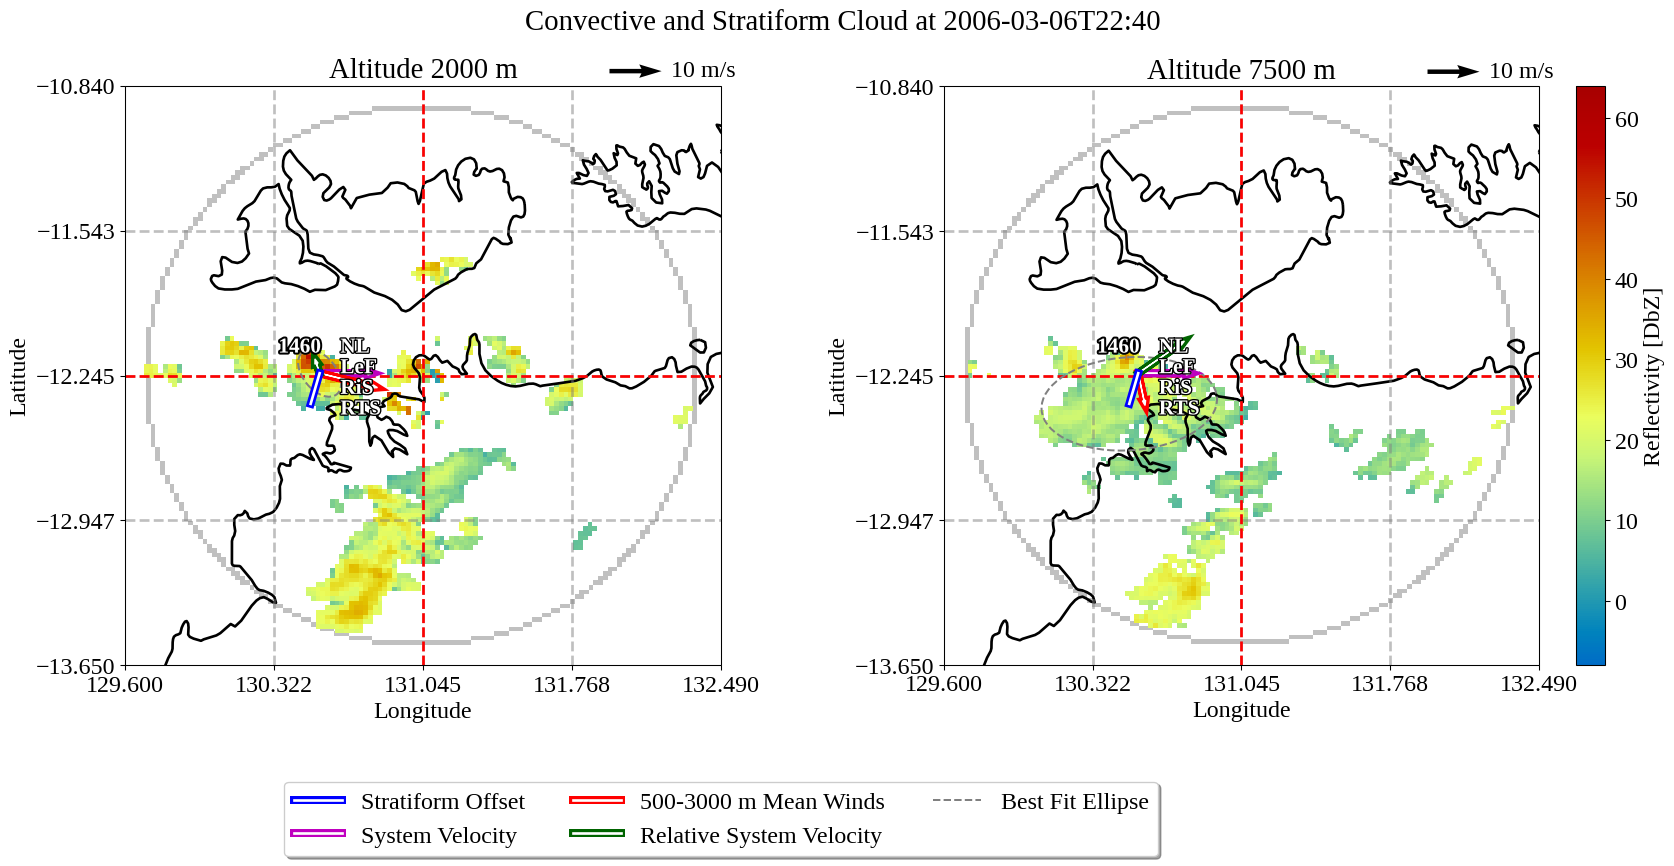 Convective and Stratiform Cloud at 2006-03-06T22:40
Altitude 2000 m
10 m/s
−10.840
−11.543
−12.245
−12.947
−13.650
Latitude
129.600
130.322
131.045
131.768
132.490
Longitude
1460
NL
LeF
RiS
RTS
Altitude 7500 m
10 m/s
−10.840
−11.543
−12.245
−12.947
−13.650
Latitude
129.600
130.322
131.045
131.768
132.490
Longitude
1460
NL
LeF
RiS
RTS
60
50
40
30
20
10
0
Reflectivity [DbZ]
Stratiform Offset
System Velocity
500-3000 m Mean Winds
Relative System Velocity
Best Fit Ellipse